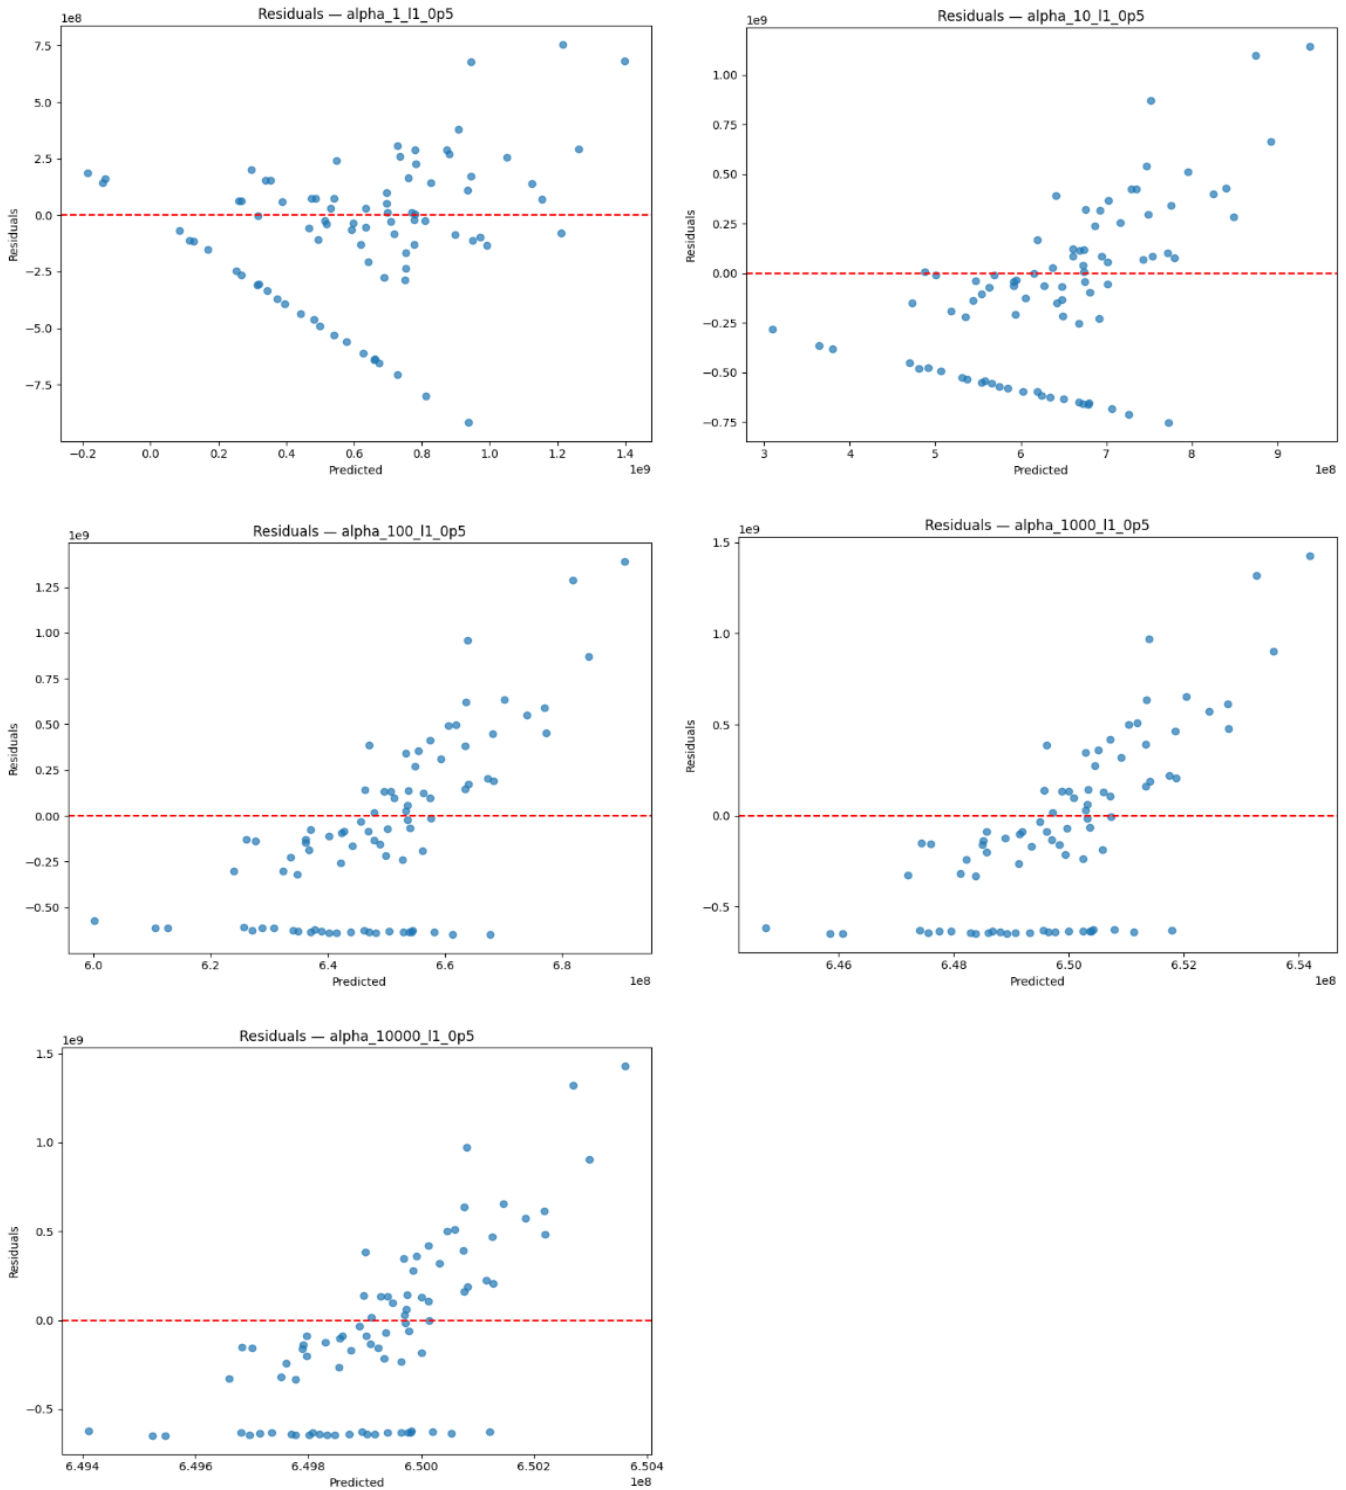 Residuals — alpha_1_l1_0p5
1e8
7.5
5.0
2.5
0.0
−2.5
−5.0
−7.5
Residuals
−0.2 0.0 0.2 0.4 0.6 0.8 1.0 1.2 1.4
Predicted
1e9
Residuals — alpha_10_l1_0p5
1e9
1.00
0.75
0.50
0.25
0.00
−0.25
−0.50
−0.75
Residuals
3 4 5 6 7 8 9
Predicted
1e8
Residuals — alpha_100_l1_0p5
1e9
1.25
1.00
0.75
0.50
0.25
0.00
−0.25
−0.50
Residuals
6.0 6.2 6.4 6.6 6.8
Predicted
1e8
Residuals — alpha_1000_l1_0p5
1e9
1.5
1.0
0.5
0.0
−0.5
Residuals
6.46 6.48 6.50 6.52 6.54
Predicted
1e8
Residuals — alpha_10000_l1_0p5
1e9
1.5
1.0
0.5
0.0
−0.5
Residuals
6.494 6.496 6.498 6.500 6.502 6.504
Predicted
1e8